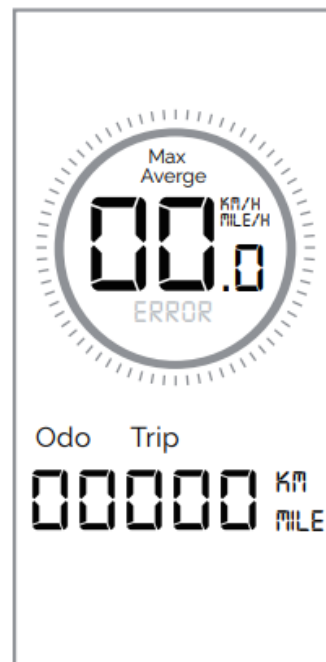 Max
Averge
00.0 KM/H
MILE/H
ERROR
Odo Trip
00000 KM
MILE